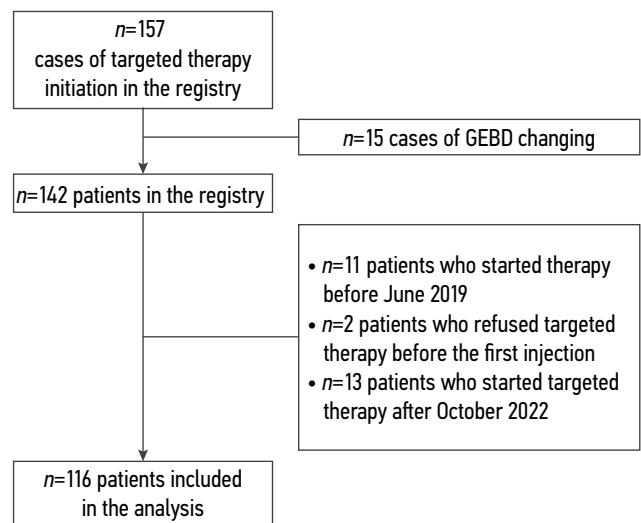 n=157
cases of targeted therapy
initiation in the registry
n=15 cases of GEBD changing
n=142 patients in the registry
• n=11 patients who started therapy
before June 2019
• n=2 patients who refused targeted
therapy before the first injection
• n=13 patients who started targeted
therapy after October 2022
n=116 patients included
in the analysis